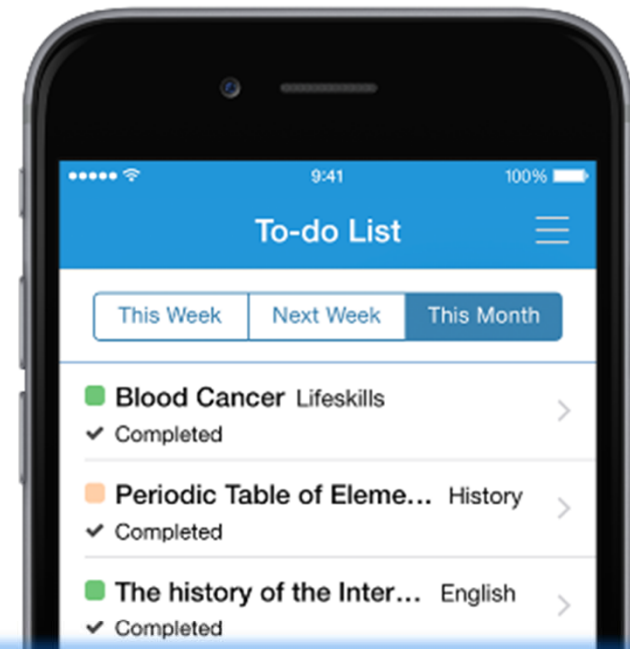 9:41 100%
To-do List
This Week Next Week This Month
Blood Cancer Lifeskills
Completed
Periodic Table of Eleme... History
Completed
The history of the Inter... English
Completed